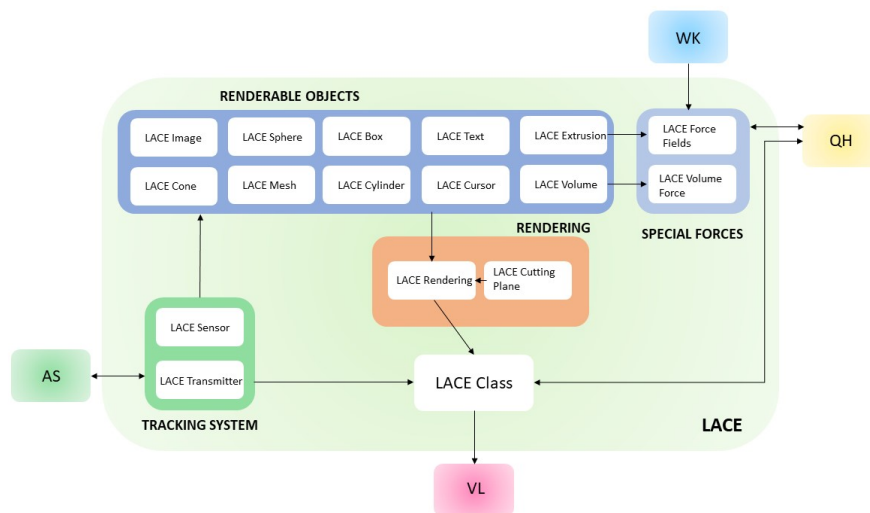 WK
RENDERABLE OBJECTS
LACE Image
LACE Sphere
LACE Box
LACE Text
LACE Extrusion
LACE Force
Fields
QH
LACE Cone
LACE Mesh
LACE Cylinder
LACE Cursor
LACE Volume
LACE Volume
Force
RENDERING
SPECIAL FORCES
LACE Rendering
LACE Cutting
Plane
LACE Sensor
AS
LACE Transmitter
LACE Class
TRACKING SYSTEM
LACE
VL